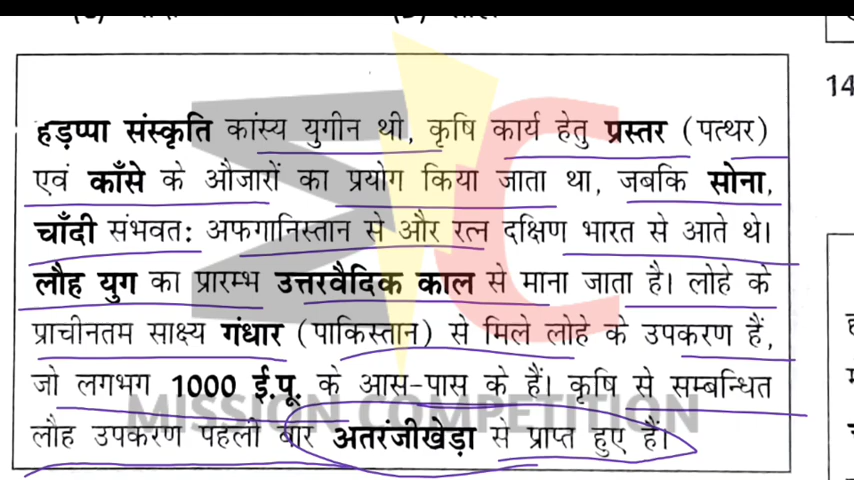 हड़प्पा संस्कृति कांस्य युगीन थी, कृषि कार्य हेतु प्रस्तर (पत्थर)
एवं काँसे के औजारों का प्रयोग किया जाता था, जबकि सोना,
चाँदी संभवतः अफगानिस्तान से और रत्न दक्षिण भारत से आते थे।
लौह युग का प्रारम्भ उत्तरवैदिक काल से माना जाता है। लोहे के
प्राचीनतम साक्ष्य गंधार (पाकिस्तान) से मिले लोहे के उपकरण हैं,
जो लगभग 1000 ई.पू. के आस-पास के हैं। कृषि से सम्बन्धित
लौह उपकरण पहली बार अतरंजीखेड़ा से प्राप्त हुए हैं।
MISSION COMPETITION
14